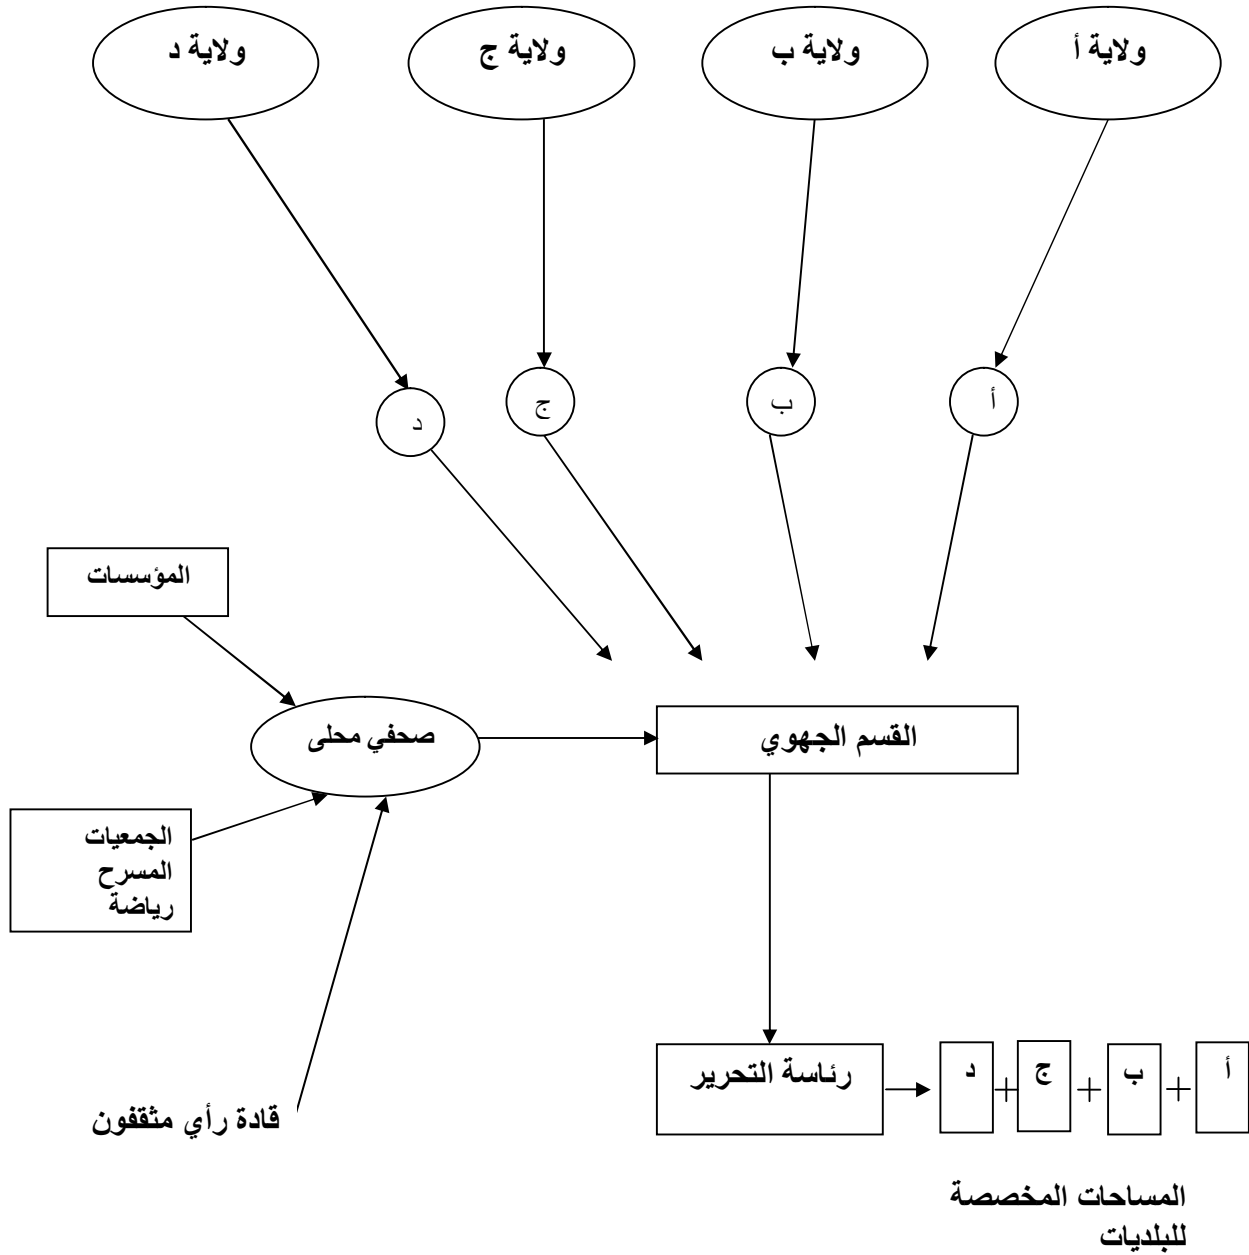 ولاية أ
ولاية ب
ولاية ج
ولاية د
أ
ب
ج
د
المؤسسات
صحفي محلى
القسم الجهوي
الجمعيات
المسرح
رياضة
قادة رأي مثقفون
رئاسة التحرير
أ + ب + ج + د
المساحات المخصصة
للبلديات